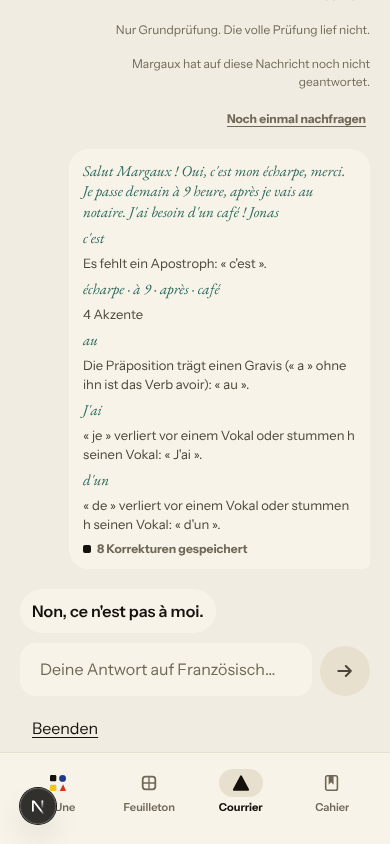 Nur Grundprüfung. Die volle Prüfung lief nicht.
Margaux hat auf diese Nachricht noch nicht
geantwortet.
Noch einmal nachfragen
Salut Margaux ! Oui, c'est mon écharpe, merci.
Je passe demain à 9 heure, après je vais au
notaire. J'ai besoin d'un café ! Jonas
c'est
Es fehlt ein Apostroph: « c'est ».
écharpe · à 9 · après · café
4 Akzente
au
Die Präposition trägt einen Gravis (« a » ohne
ihn ist das Verb avoir): « au ».
J'ai
« je » verliert vor einem Vokal oder stummen h
seinen Vokal: « J'ai ».
d'un
« de » verliert vor einem Vokal oder stummen
h seinen Vokal: « d'un ».
8 Korrekturen gespeichert
Non, ce n'est pas à moi.
Deine Antwort auf Französisch...
Beenden
N
Une
Feuilleton
Courrier
Cahier